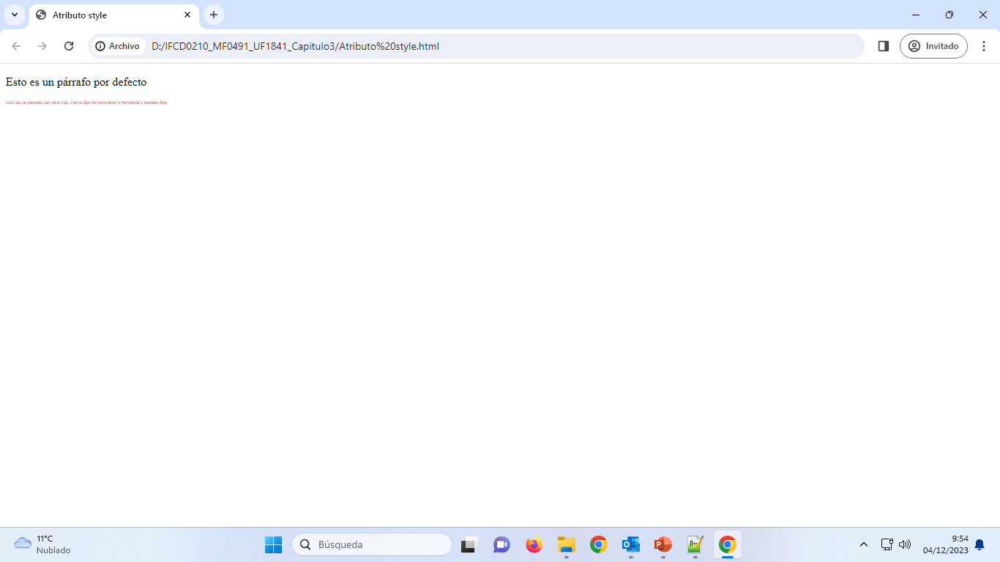 Atributo style
Archivo
D:/IFCD0210_MF0491_UF1841_Capitulo3/Atributo%20style.html
Invitado
Esto es un párrafo por defecto
Esto es un párrafo de color rojo, con el tipo de letra Arial o Helvetica y tamaño 8px
11°C
Nublado
Búsqueda
9:54
04/12/2023